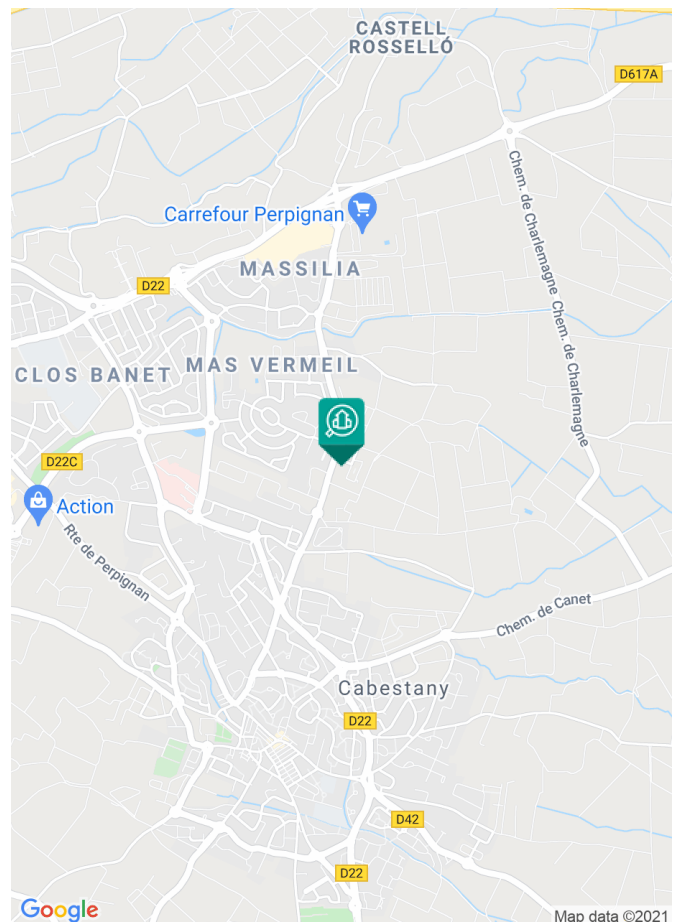 CASTELL
ROSSELLÓ
D617A
Chem. de Charlemagne
Chem. de Charlemagne
Carrefour Perpignan
MASSILIA
D22
CLOS BANET
MAS VERMEIL
D22C
Action
Rte de Perpignan
Chem. de Canet
Cabestany
D22
D42
D22
Google
Map data ©2021